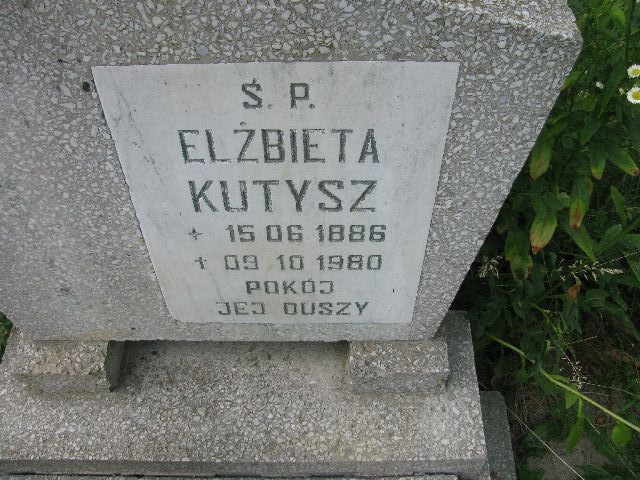 Ś. P.
ELŻBIETA
KUTYSZ
* 15 06 1886
† 09 10 1980
POKÓJ
JEJ DUSZY